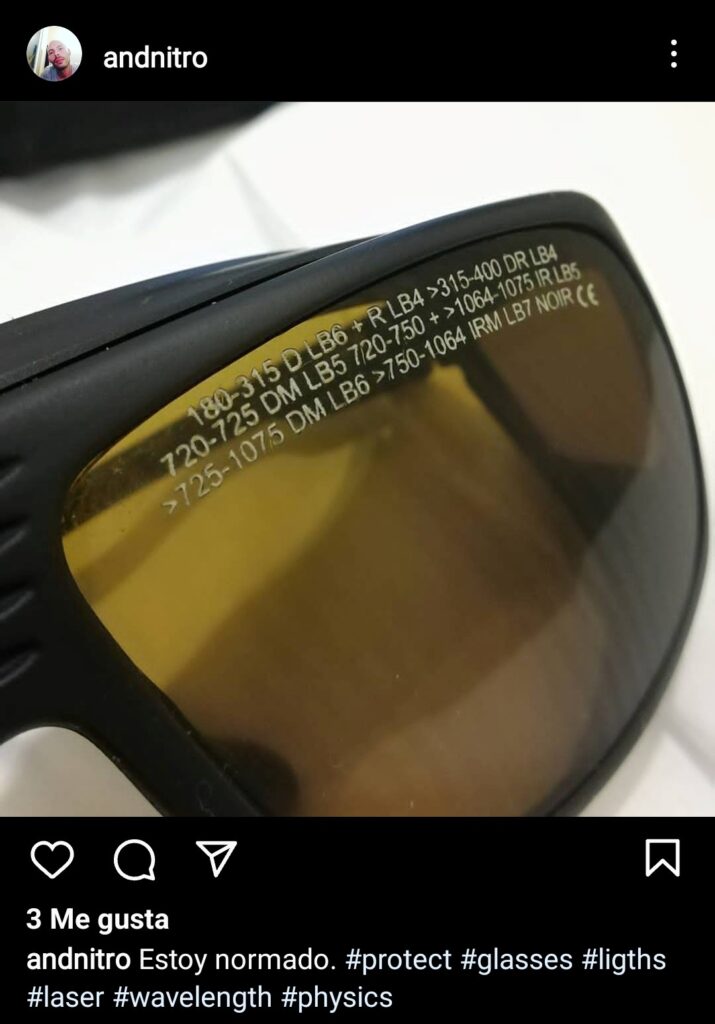 andnitro
180-315 D LB6 + R LB4 >315-400 DR LB4
720-725 DM LB5 720-750 + >1064-1075 IR LB5
>725-1075 DM LB6 >750-1064 IRM LB7 NOIR CE
3 Me gusta
andnitro Estoy normado. #protect #glasses #ligths
#laser #wavelength #physics